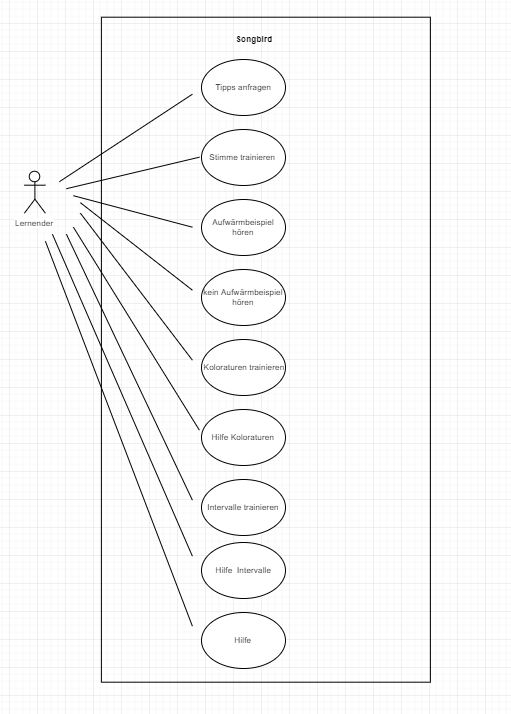 Songbird
Tipps anfragen
Stimme trainieren
Lernender
Aufwärmbeispiel
hören
kein Aufwärmbeispiel
hören
Koloraturen trainieren
Hilfe Koloraturen
Intervalle trainieren
Hilfe Intervalle
Hilfe